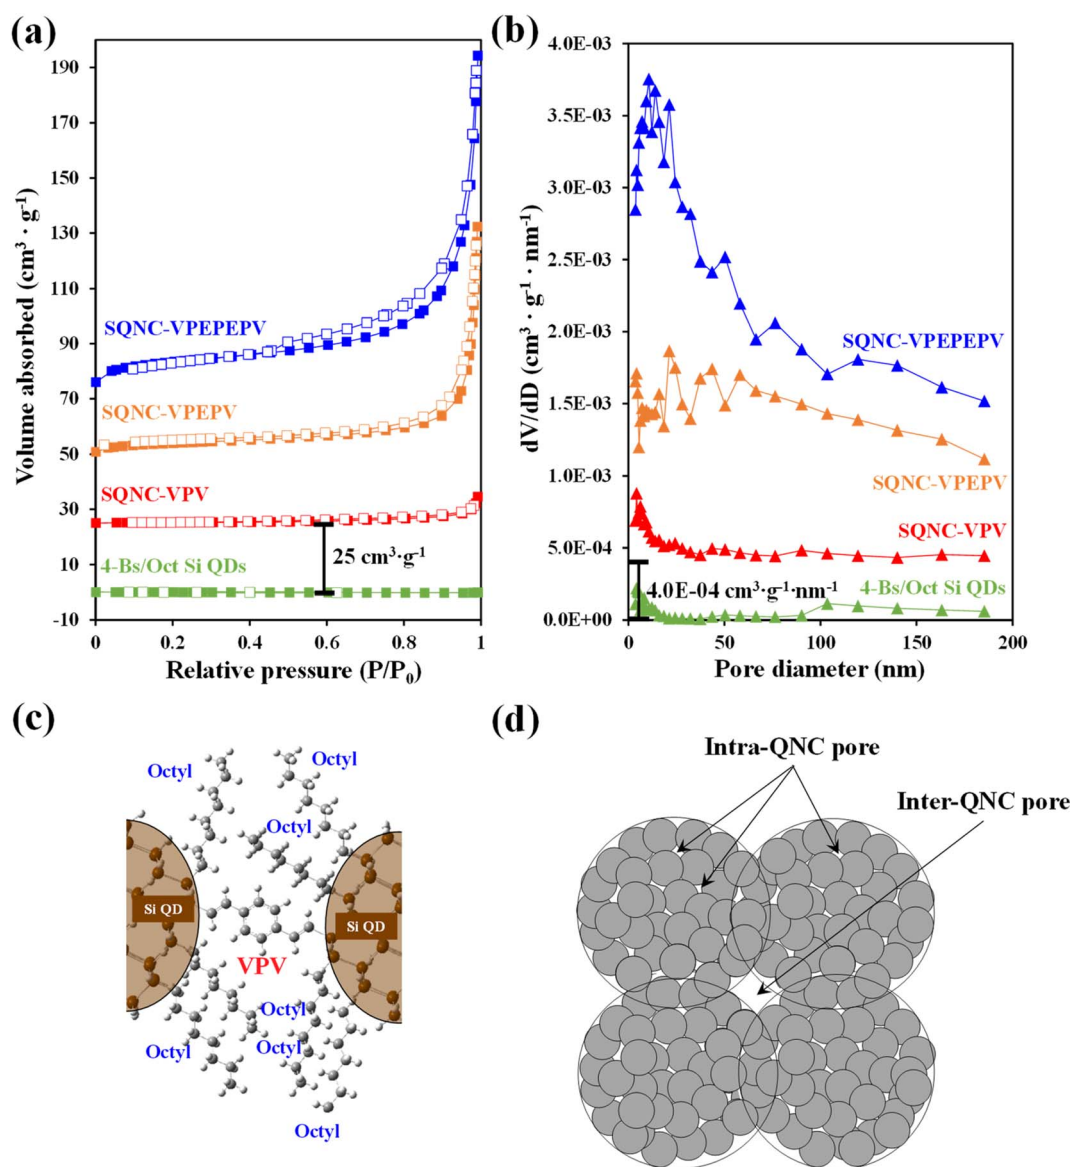 (a)
Volume absorbed (cm³ · g⁻¹)
190
170
150
130
110
90
70
50
30
10
-10
SQNC-VPEPEPV
SQNC-VPEPV
SQNC-VPV
4-Bs/Oct Si QDs
25 cm³·g⁻¹
0 0.2 0.4 0.6 0.8 1
Relative pressure (P/P₀)
(b)
dV/dD (cm³ · g⁻¹ · nm⁻¹)
4.0E-03
3.5E-03
3.0E-03
2.5E-03
2.0E-03
1.5E-03
1.0E-03
5.0E-04
0.0E+00
SQNC-VPEPEPV
SQNC-VPEPV
SQNC-VPV
4-Bs/Oct Si QDs
4.0E-04 cm³·g⁻¹·nm⁻¹
0 50 100 150 200
Pore diameter (nm)
(c)
Octyl
Octyl
Octyl
Si QD
Si QD
VPV
Octyl
Octyl
Octyl
Octyl
(d)
Intra-QNC pore
Inter-QNC pore